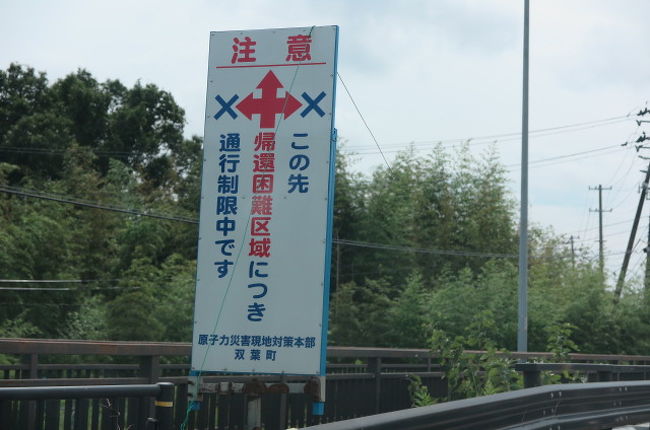 注意
この先
帰還困難区域につき
通行制限中です
原子力災害現地対策本部
双葉町